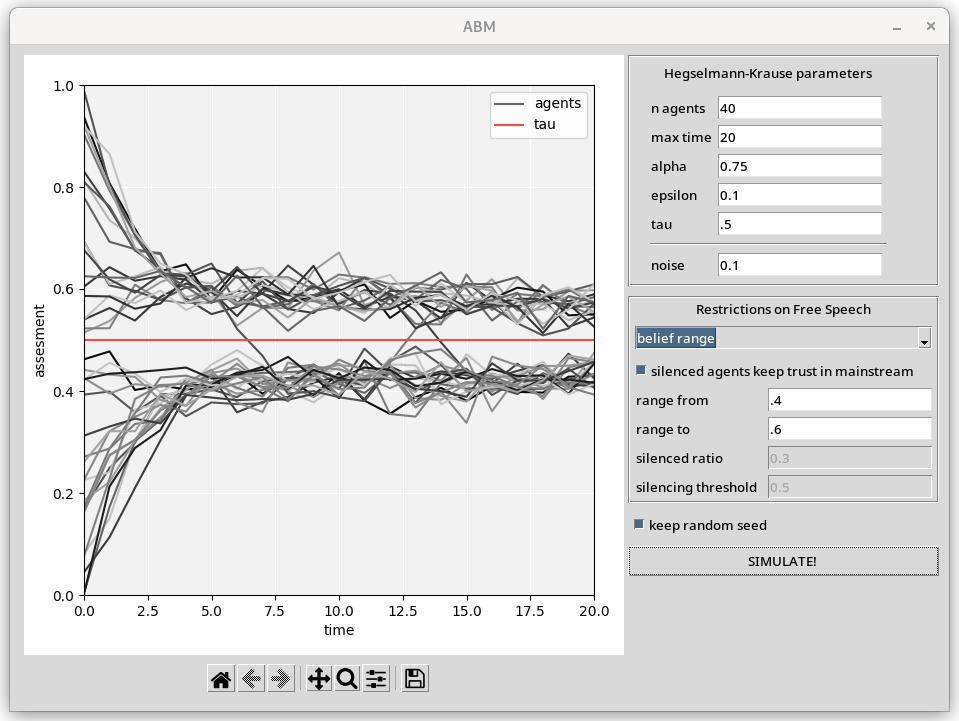 ABM
agents
tau
1.0
0.8
0.6
0.4
0.2
0.0
assesment
0.0 2.5 5.0 7.5 10.0 12.5 15.0 17.5 20.0
time
Hegselmann-Krause parameters
n agents 40
max time 20
alpha 0.75
epsilon 0.1
tau .5
noise 0.1
Restrictions on Free Speech
belief range
silenced agents keep trust in mainstream
range from .4
range to .6
silenced ratio 0.3
silencing threshold 0.5
keep random seed
SIMULATE!